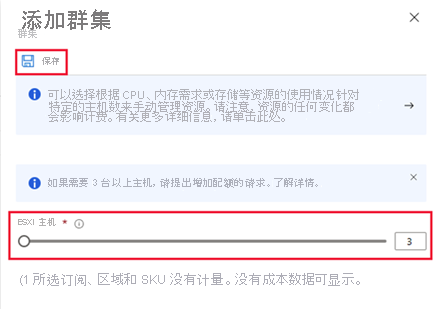 添加群集
群集
保存
可以选择根据 CPU、内存需求或存储等资源的使用情况针对
特定的主机数来手动管理资源。请注意，资源的任何变化都
会影响计费。有关更多详细信息，请单击此处。
如果需要 3 台以上主机，请提出增加配额的请求。了解详情。
ESXI 主机 *
3
(1 所选订阅、区域和 SKU 没有计量。没有成本数据可显示。